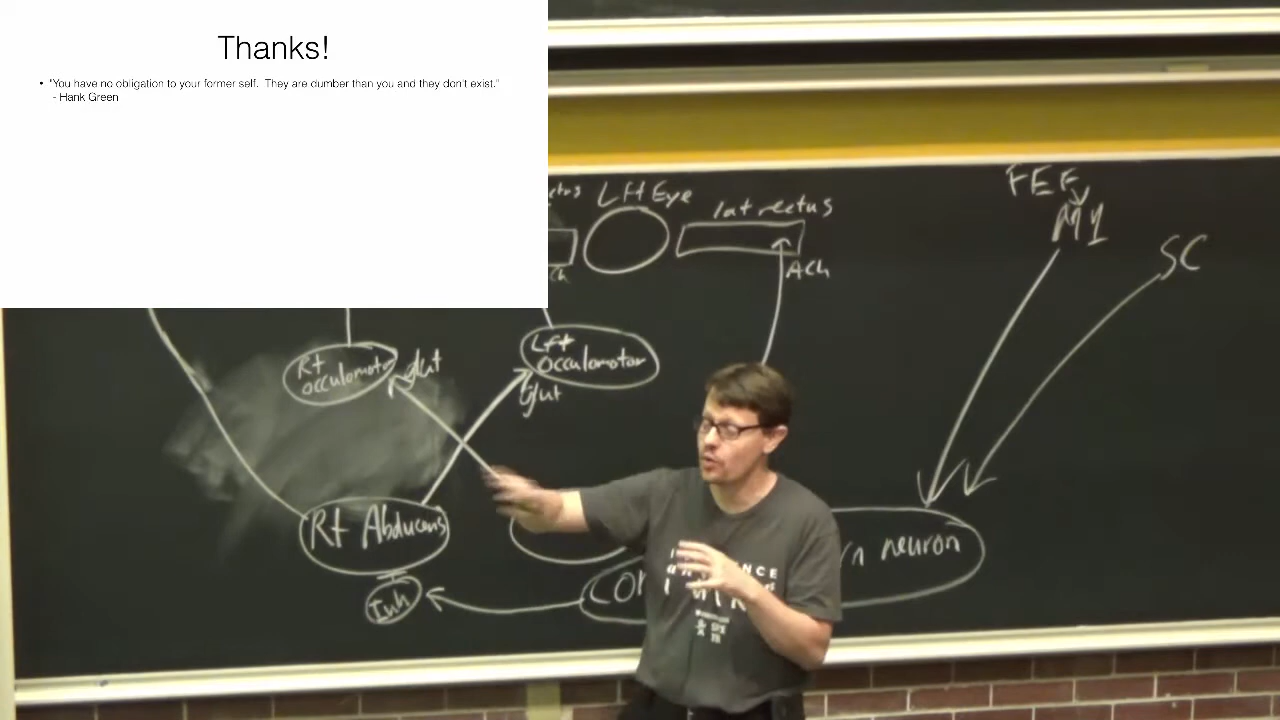 Thanks!
• "You have no obligation to your former self. They are dumber than you and they don't exist."
- Hank Green
Lft Eye
lat rectus
ACh
FEF
M1
SC
Rt
occulomotor
glut
Lft
occulomotor
glut
Rt Abducens
Inh
neuron